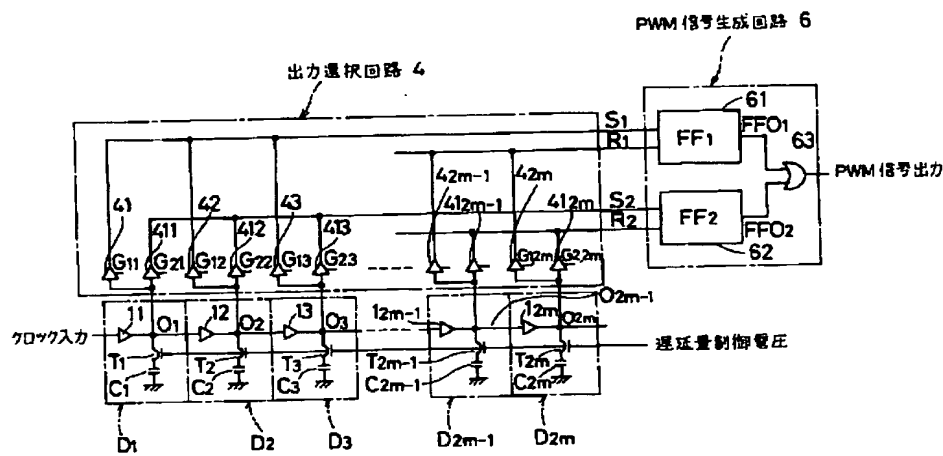 PWM 信号生成回路 6
出力選択回路 4
61
S1
R1
FF1
FFO1
63
PWM 信号出力
41
411
42
412
43
413
42m-1
412m-1
42m
412m
S2
R2
FF2
FFO2
62
G11
G21
G12
G22
G13
G23
G12m
G22m
O2m-1
クロック入力
11
O1
12
O2
13
O3
12m-1
12m
O2m
T1
T2
T3
T2m-1
T2m
遅延量制御電圧
C1
C2
C3
C2m-1
C2m
D1
D2
D3
D2m-1
D2m